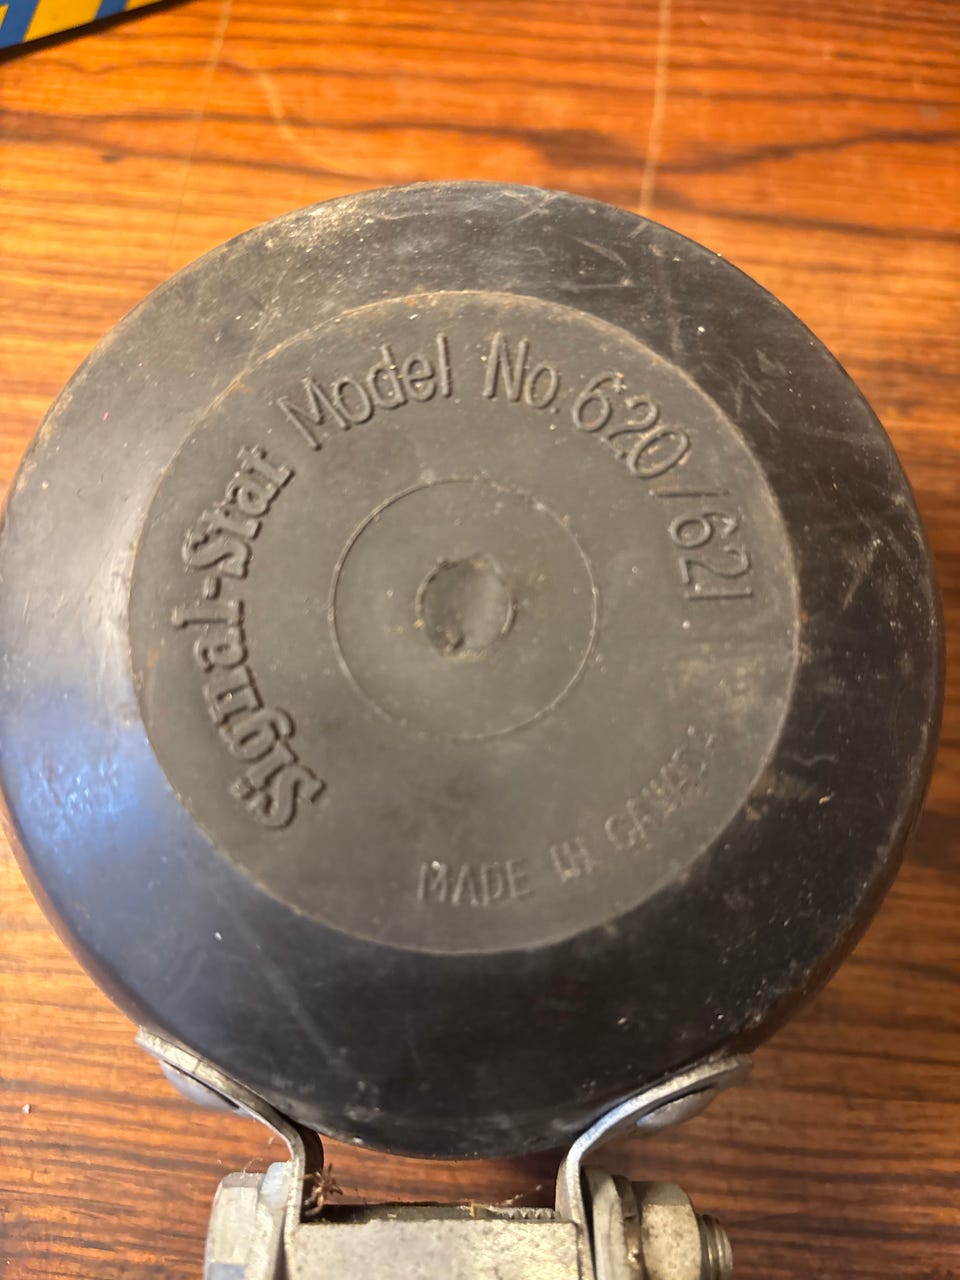 Signal-Stat Model No. 620/621
MADE IN CANADA